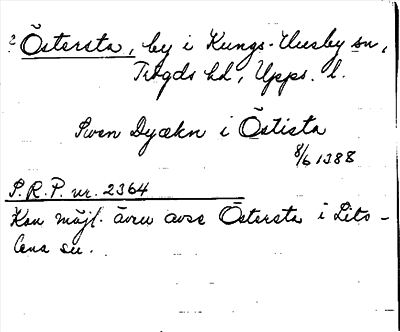 ? Östersta, by i Kungs-Husby sn,
Trögds hd, Upps. l.
Swen Dyækn i Östista
8/6 1388
S.R.P. nr. 2364
Kan möjl. även avse Östersta i Lits-
lena sn.